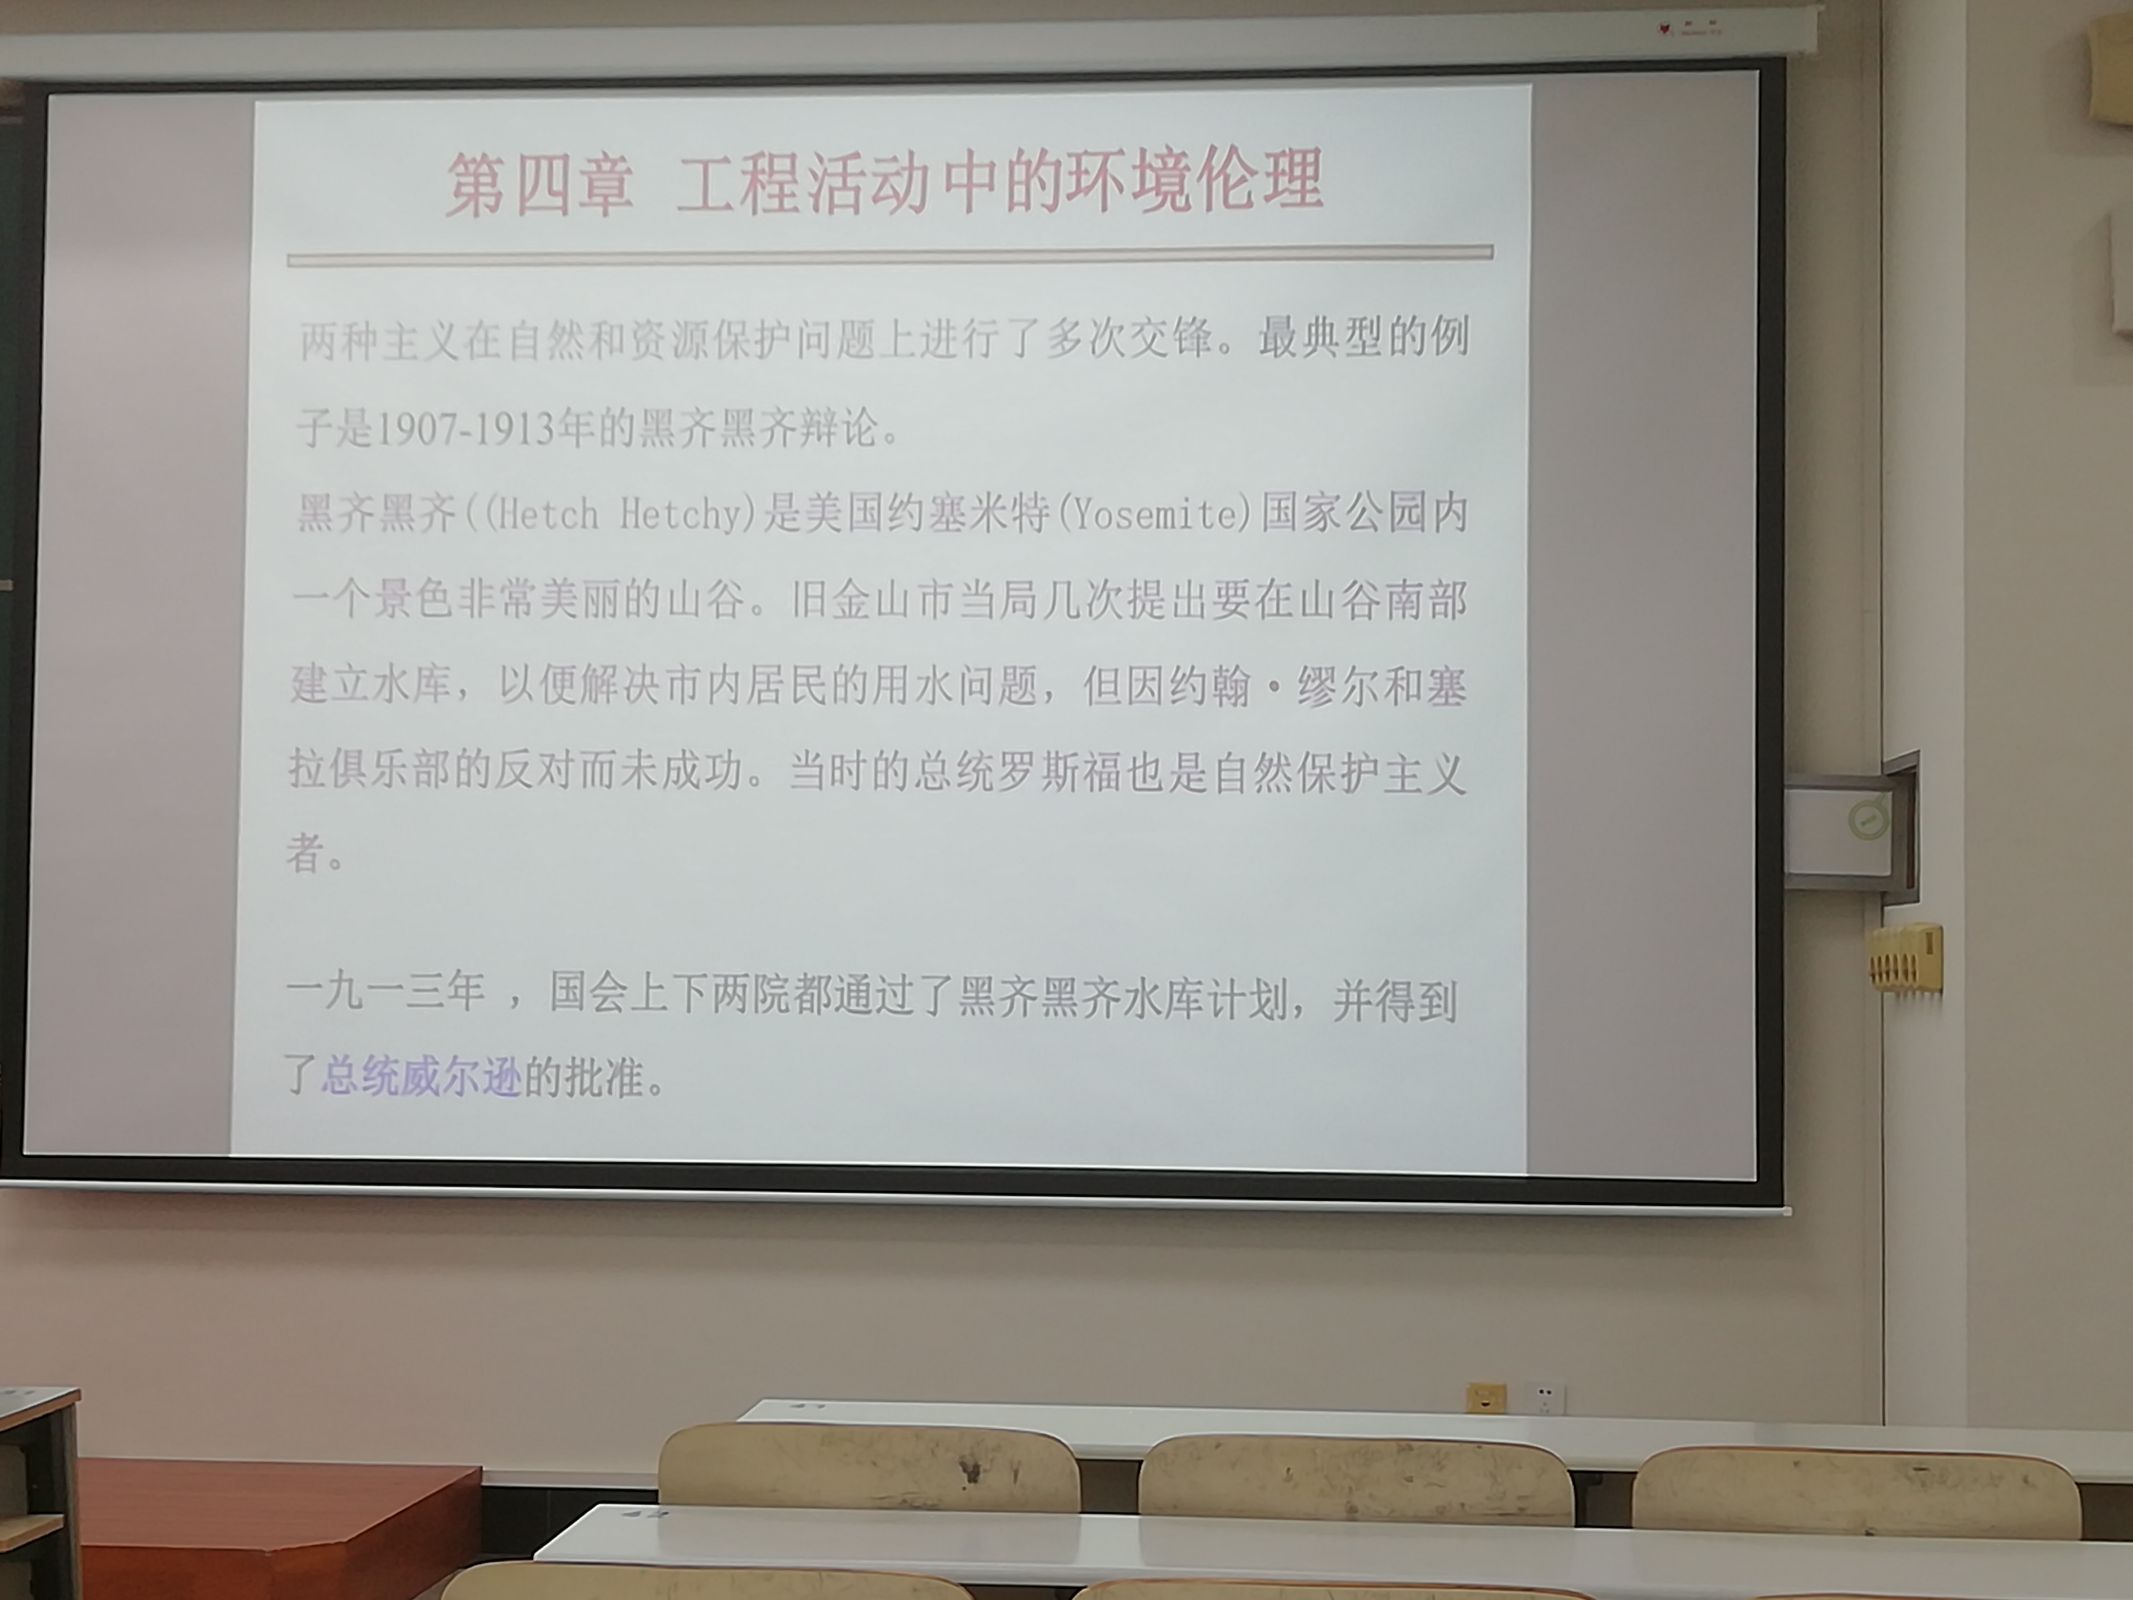 第四章 工程活动中的环境伦理
两种主义在自然和资源保护问题上进行了多次交锋。最典型的例
子是1907-1913年的黑齐黑齐辩论。
黑齐黑齐((Hetch Hetchy)是美国约塞米特(Yosemite)国家公园内
一个景色非常美丽的山谷。旧金山市当局几次提出要在山谷南部
建立水库，以便解决市内居民的用水问题，但因约翰·缪尔和塞
拉俱乐部的反对而未成功。当时的总统罗斯福也是自然保护主义
者。
一九一三年 ，国会上下两院都通过了黑齐黑齐水库计划，并得到
了总统威尔逊的批准。